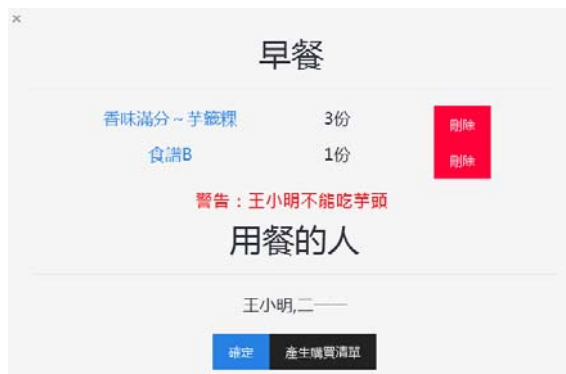 ×
早餐
香味滿分~芋籤粿 3份 刪除
食譜B 1份 刪除
警告：王小明不能吃芋頭
用餐的人
王小明,二一一
確定 產生購買清單